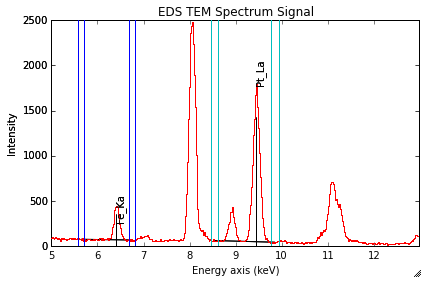 EDS TEM Spectrum Signal
2500
2000
1500
1000
500
0
Intensity
Fe_Ka
Pt_La
5 6 7 8 9 10 11 12
Energy axis (keV)